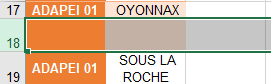 17 ADAPEI 01 OYONNAX
18
19 ADAPEI 01 SOUS LA
ROCHE